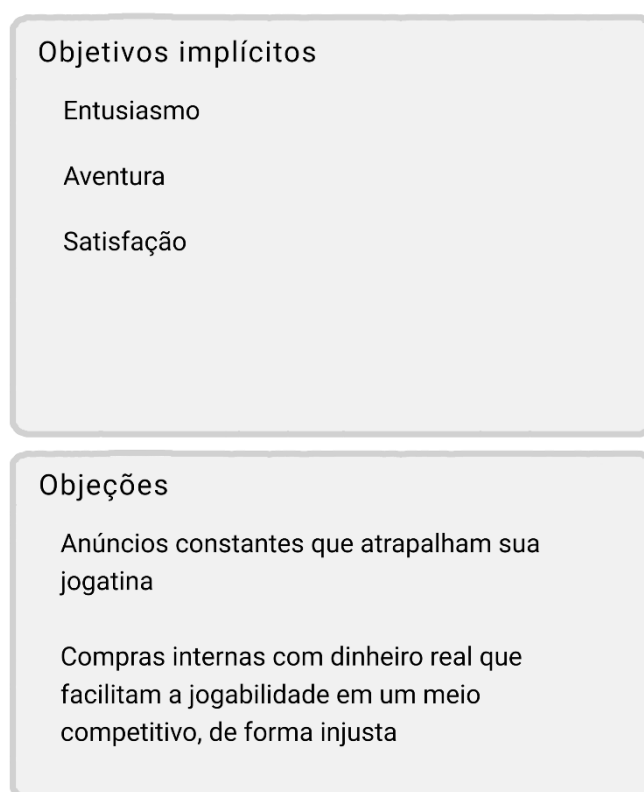 Objetivos implícitos
Entusiasmo
Aventura
Satisfação
Objeções
Anúncios constantes que atrapalham sua
jogatina
Compras internas com dinheiro real que
facilitam a jogabilidade em um meio
competitivo, de forma injusta